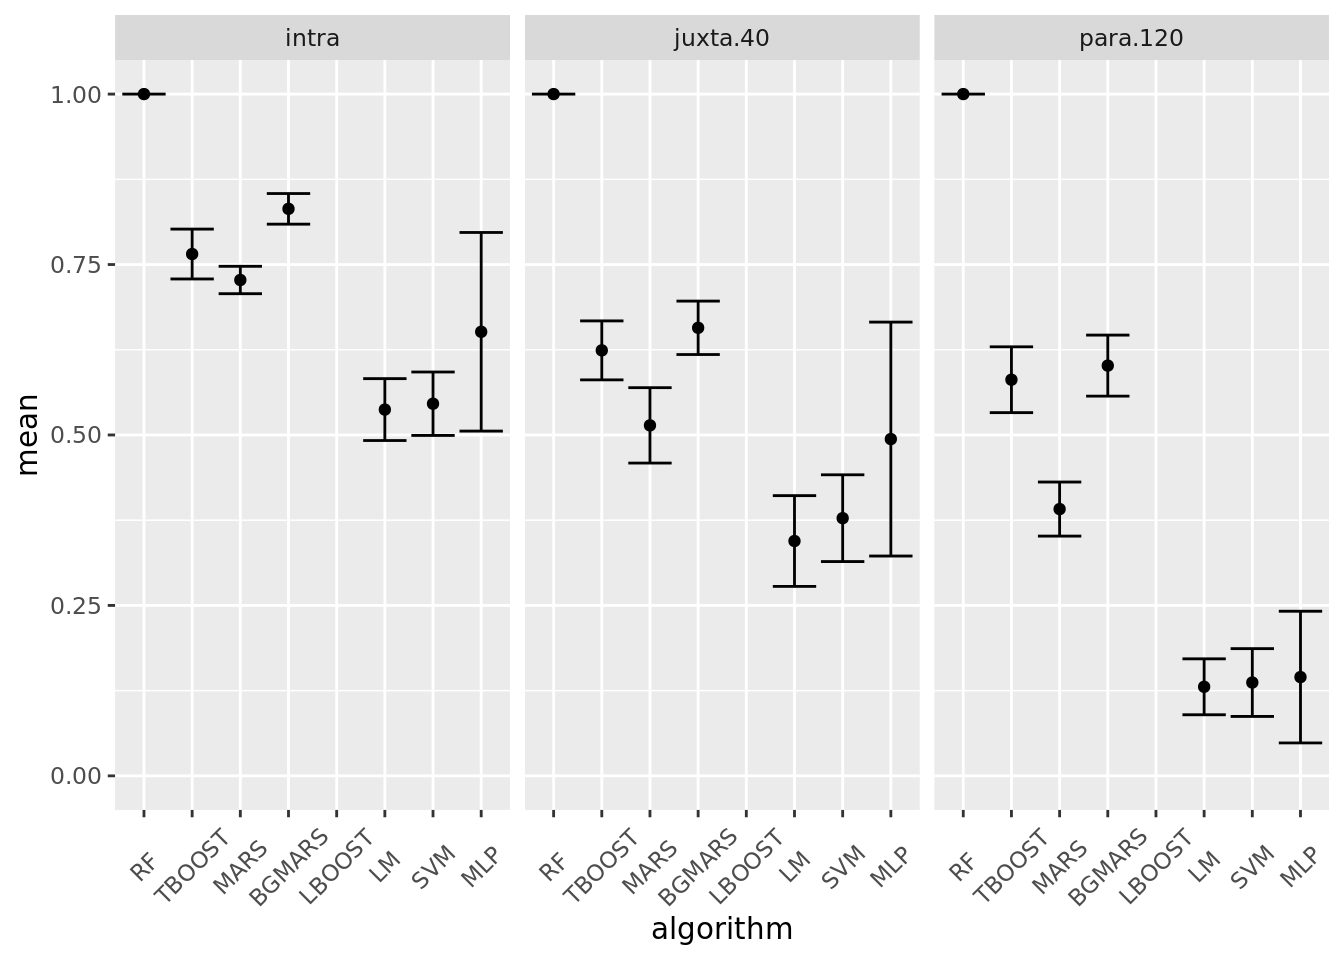 intra
juxta.40
para.120
1.00
0.75
0.50
0.25
0.00
mean
RF TBOOST MARS BGMARS LBOOST LM SVM MLP
RF TBOOST MARS BGMARS LBOOST LM SVM MLP
RF TBOOST MARS BGMARS LBOOST LM SVM MLP
algorithm